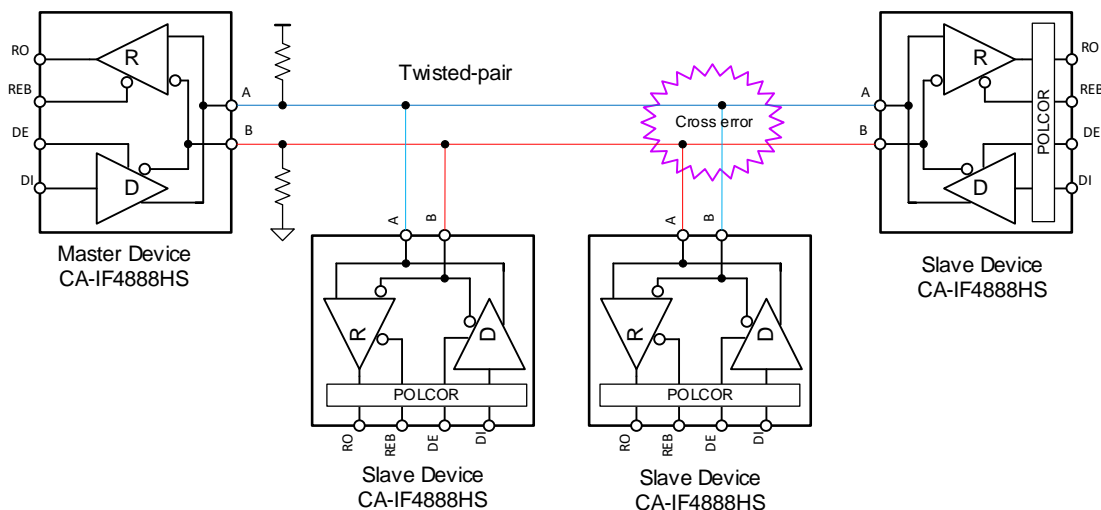 RO
REB
DE
DI
R
D
A
B
Master Device
CA-IF4888HS
Twisted-pair
Cross error
A
B
R
D
POLCOR
RO
REB
DE
DI
Slave Device
CA-IF4888HS
A
B
R
D
POLCOR
RO
REB
DE
DI
Slave Device
CA-IF4888HS
A
B
R
D
POLCOR
RO
REB
DE
DI
Slave Device
CA-IF4888HS